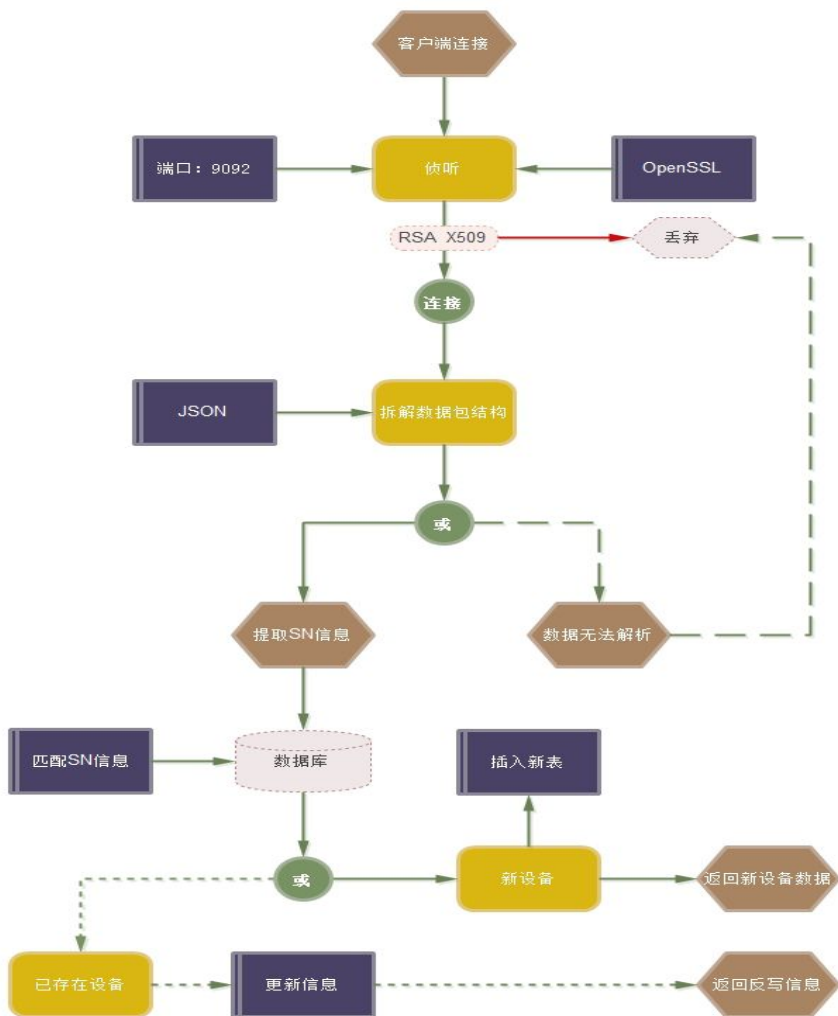 客户端连接
端口：9092
侦听
OpenSSL
RSA X509
丢弃
连接
JSON
拆解数据包结构
或
提取SN信息
数据无法解析
匹配SN信息
数据库
插入新表
或
新设备
返回新设备数据
已存在设备
更新信息
返回反写信息